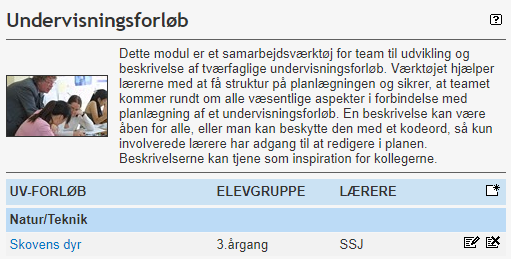 Undervisningsforløb
Dette modul er et samarbejdsværktøj for team til udvikling og
beskrivelse af tværfaglige undervisningsforløb. Værktøjet hjælper
lærerne med at få struktur på planlægningen og sikrer, at teamet
kommer rundt om alle væsentlige aspekter i forbindelse med
planlægning af et undervisningsforløb. En beskrivelse kan være
åben for alle, eller man kan beskytte den med et kodeord, så kun
involverede lærere har adgang til at redigere i planen.
Beskrivelserne kan tjene som inspiration for kollegerne.
UV-FORLØB ELEVGRUPPE LÆRERE
Natur/Teknik
Skovens dyr 3.årgang SSJ